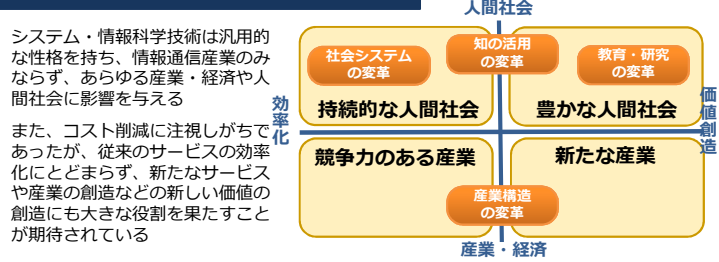 システム・情報科学技術は汎用的
な性格を持ち、情報通信産業のみ
ならず、あらゆる産業・経済や人
間社会に影響を与える
また、コスト削減に注視しがちで
あったが、従来のサービスの効率
化にとどまらず、新たなサービス
や産業の創造などの新しい価値の
創造にも大きな役割を果たすこと
が期待されている
人間社会
社会システム
の変革
知の活用
の変革
教育・研究
の変革
効率化
持続的な人間社会
豊かな人間社会
価値創造
競争力のある産業
新たな産業
産業構造
の変革
産業・経済